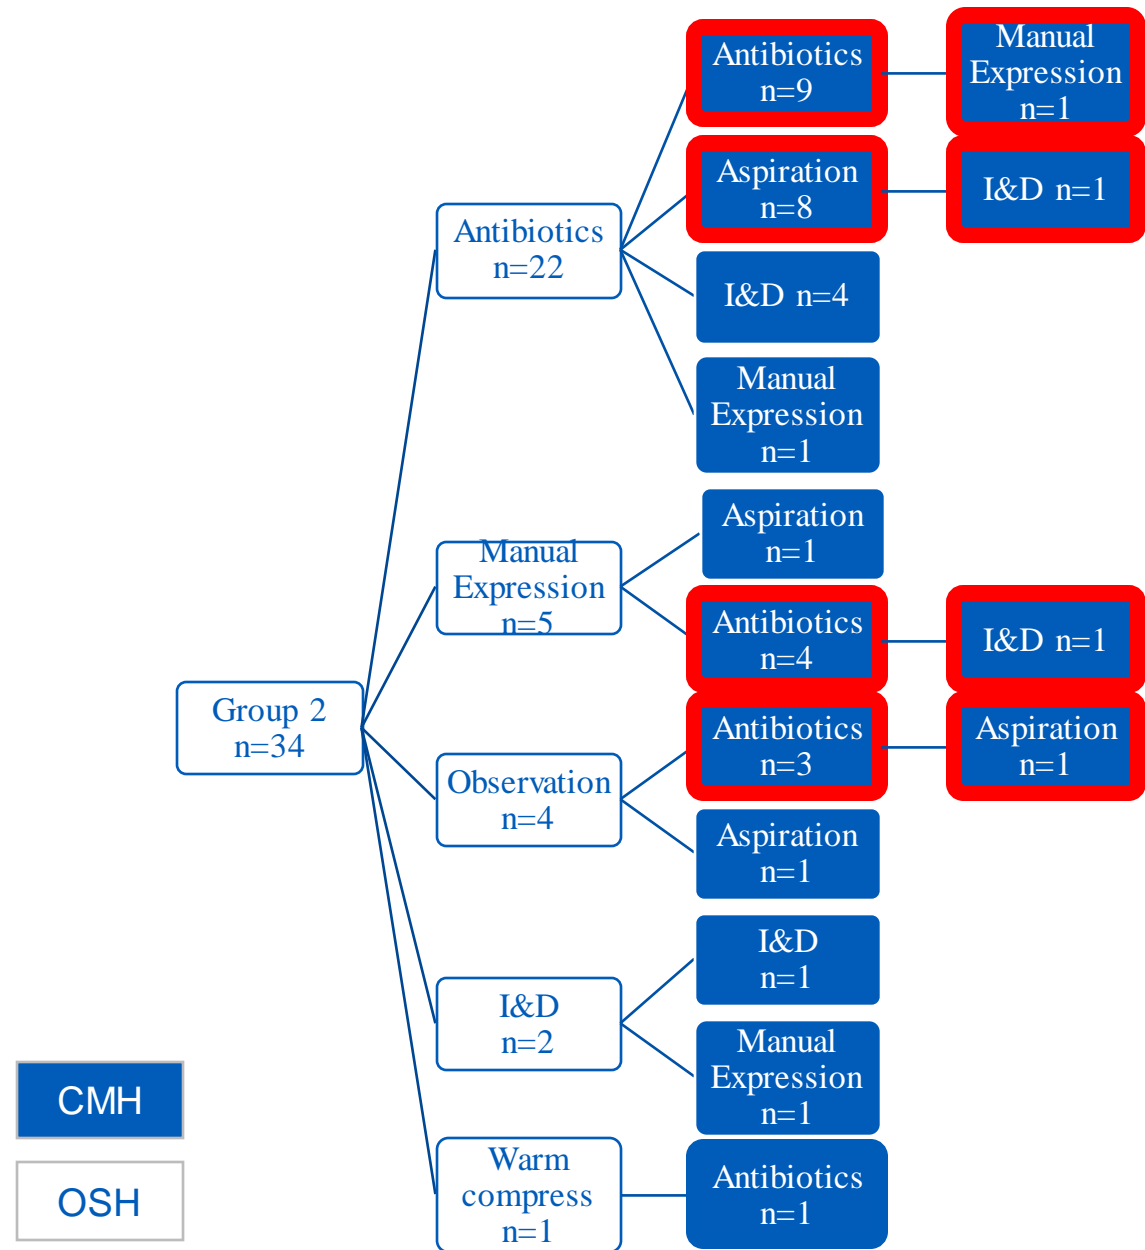 Group 2
n=34
Antibiotics
n=22
Antibiotics
n=9
Manual
Expression
n=1
Aspiration
n=8
I&D n=1
I&D n=4
Manual
Expression
n=1
Manual
Expression
n=5
Aspiration
n=1
Antibiotics
n=4
I&D n=1
Observation
n=4
Antibiotics
n=3
Aspiration
n=1
Aspiration
n=1
I&D
n=2
I&D
n=1
Manual
Expression
n=1
Warm
compress
n=1
Antibiotics
n=1
CMH
OSH